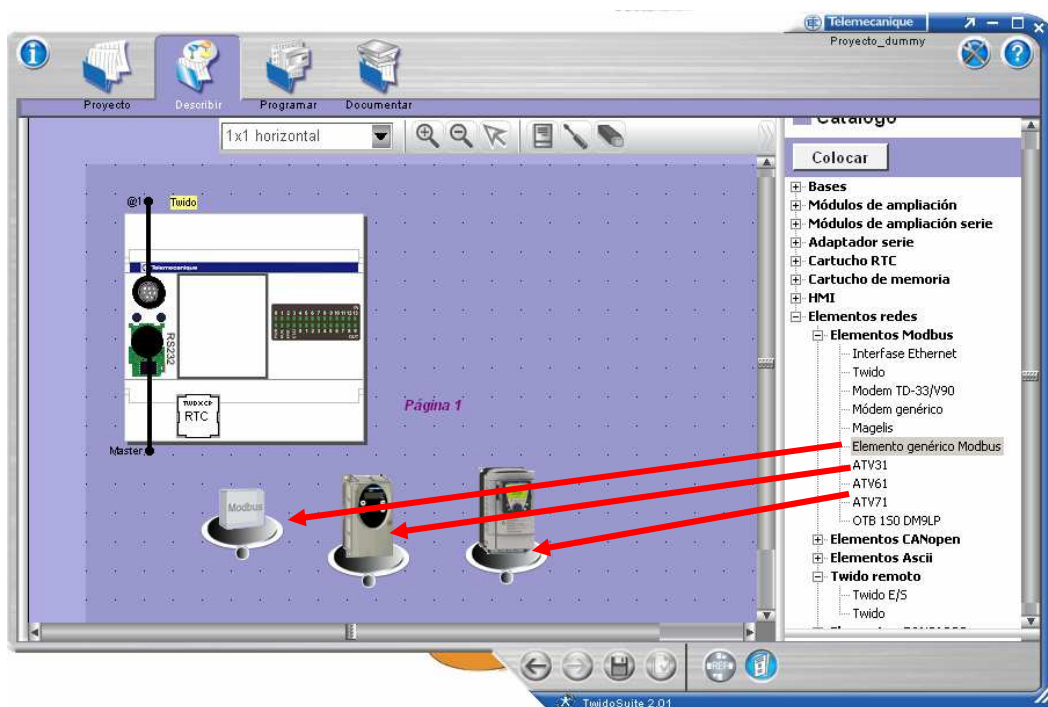 Telemecanique
Proyecto_dummy
Proyecto
Describir
Programar
Documentar
1x1 horizontal
Catálogo
Colocar
Bases
Módulos de ampliación
Módulos de ampliación serie
Adaptador serie
Cartucho RTC
Cartucho de memoria
HMI
Elementos redes
Elementos Modbus
Interfase Ethernet
Twido
Modem TD-33/V90
Módem genérico
Magelis
Elemento genérico Modbus
ATV31
ATV61
ATV71
OTB 1S0 DM9LP
Elementos CANopen
Elementos Ascii
Twido remoto
Twido E/S
Twido
@1
Twido
Telemecanique
RS232
TWDXCP
RTC
Master
Página 1
Modbus
REF
TwidoSuite 2.01